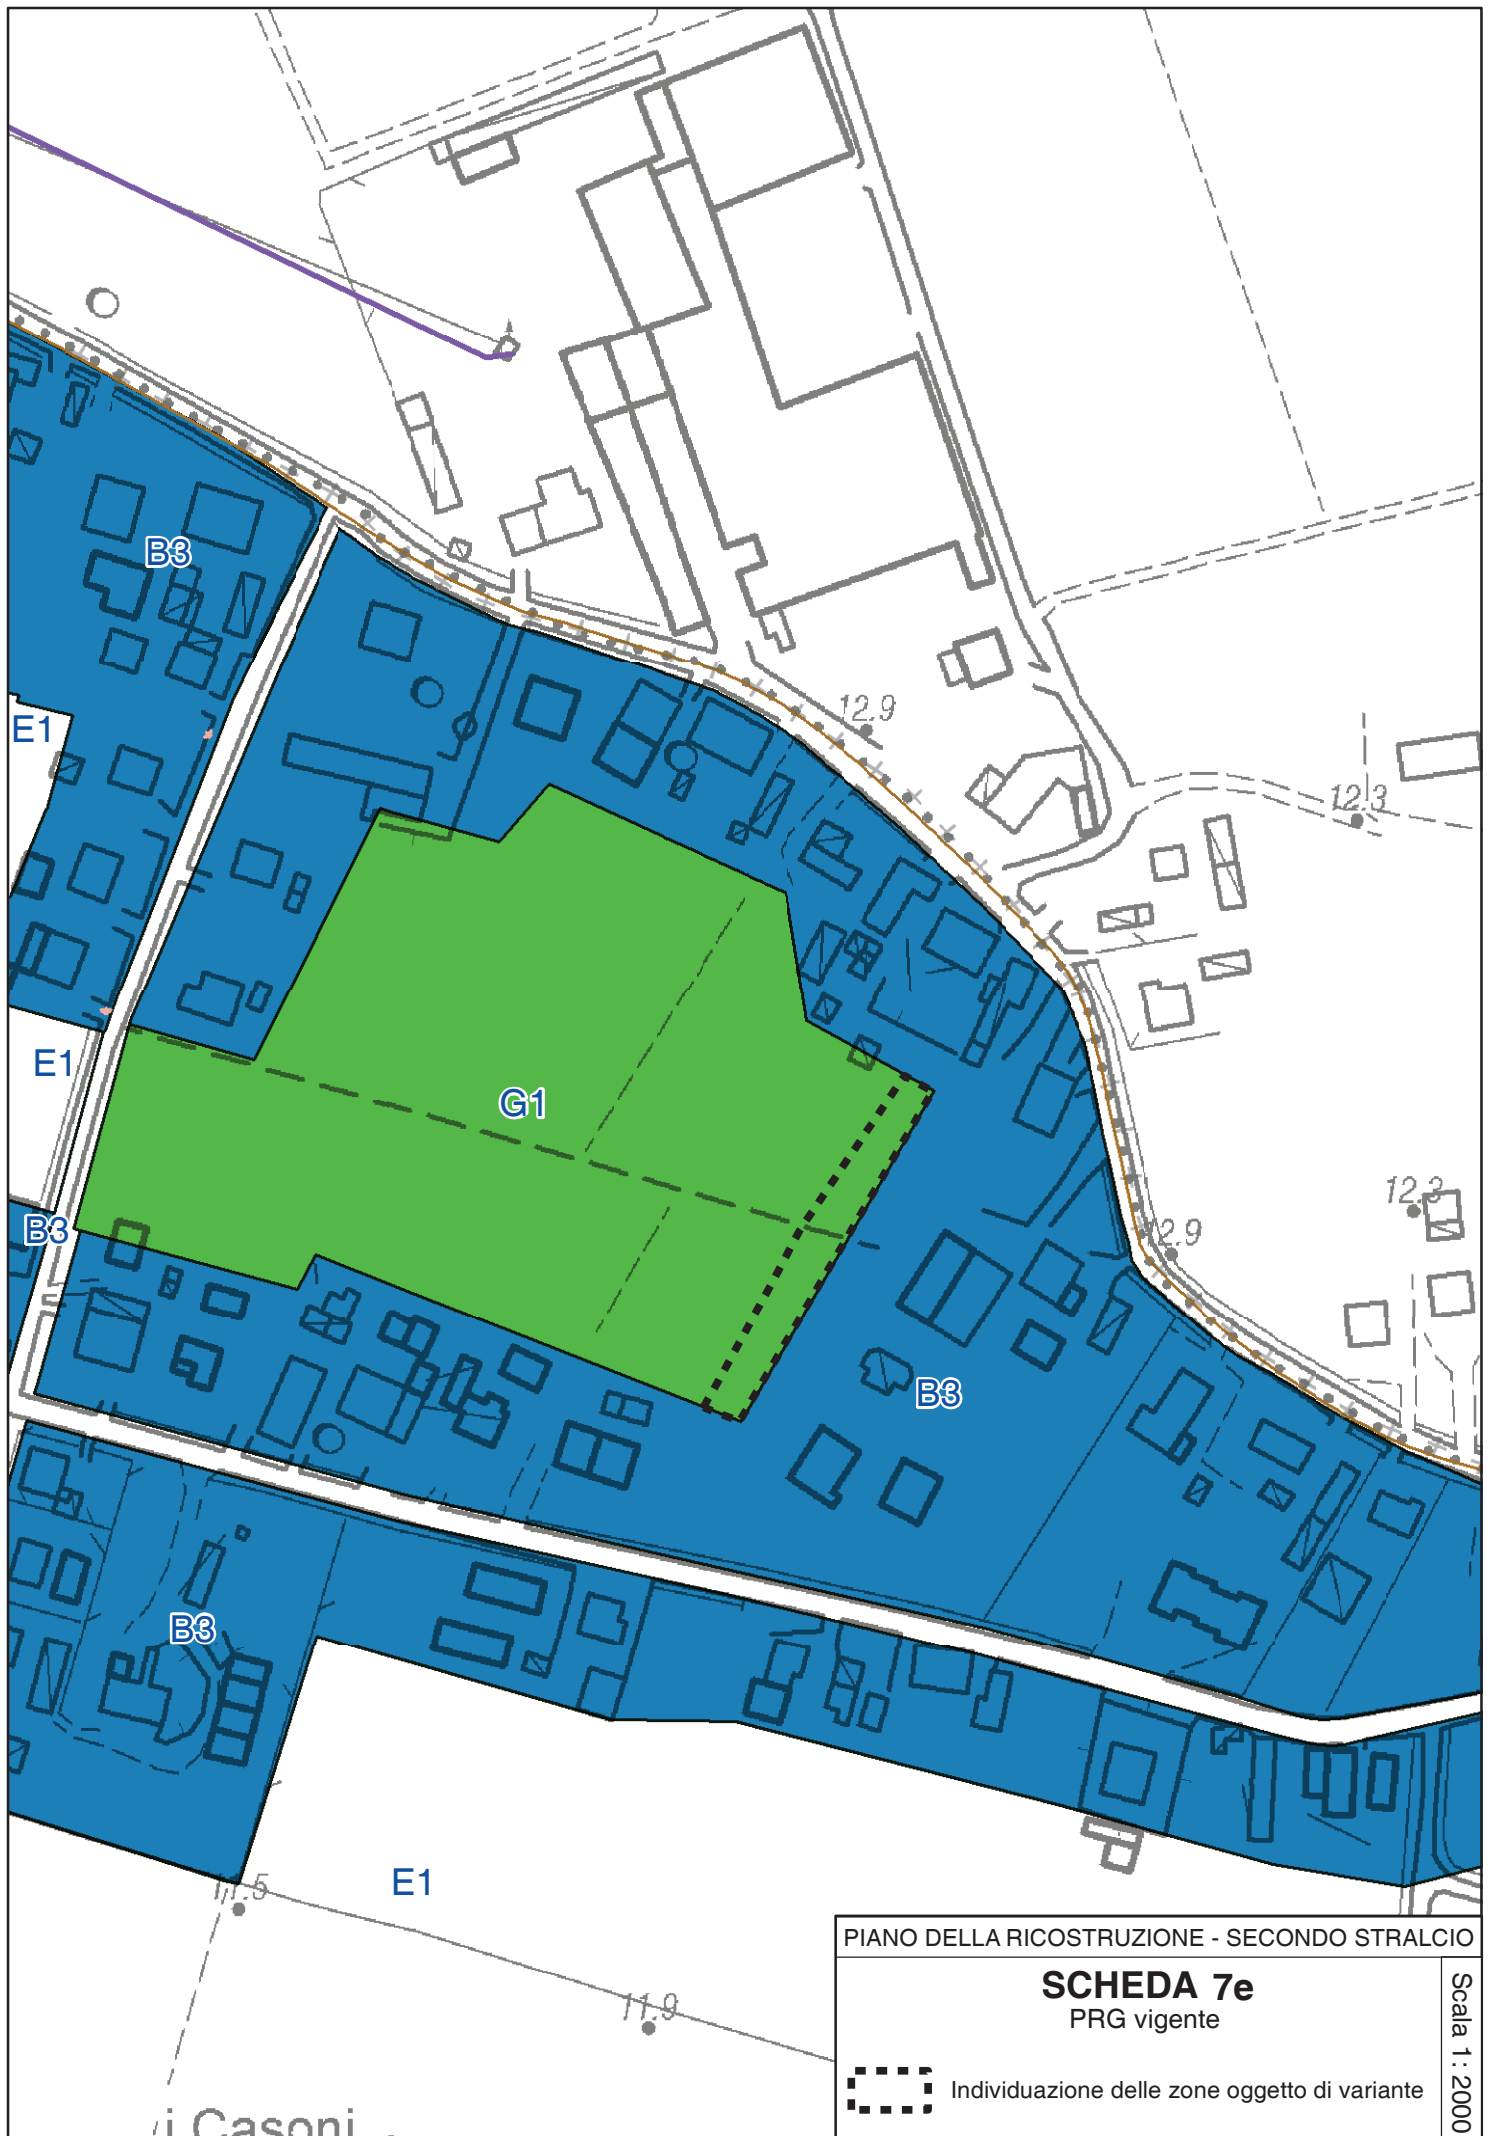 B3
12.9
E1
12.3
E1
G1
12.3
B3
12.9
B3
B3
E1
11.5
11.9
i Casoni
PIANO DELLA RICOSTRUZIONE - SECONDO STRALCIO
SCHEDA 7e
PRG vigente
Individuazione delle zone oggetto di variante
Scala 1: 2000